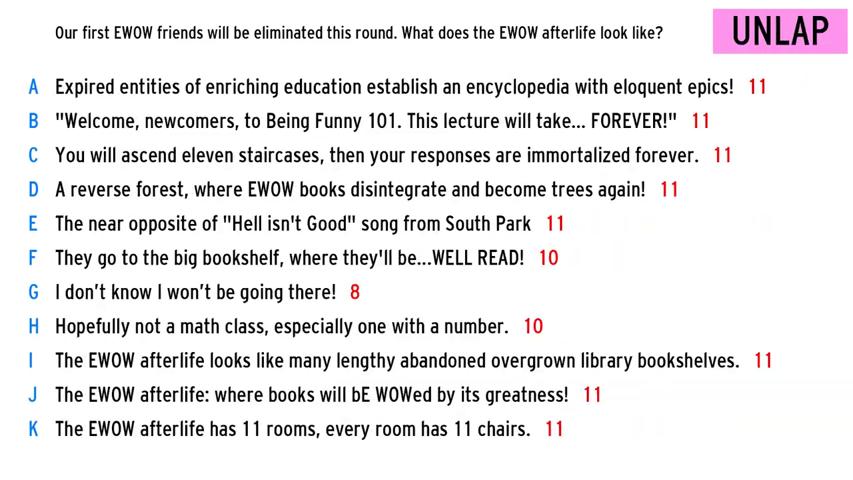 Our first EWOW friends will be eliminated this round. What does the EWOW afterlife look like?
UNLAP
A Expired entities of enriching education establish an encyclopedia with eloquent epics! 11
B "Welcome, newcomers, to Being Funny 101. This lecture will take... FOREVER!" 11
C You will ascend eleven staircases, then your responses are immortalized forever. 11
D A reverse forest, where EWOW books disintegrate and become trees again! 11
E The near opposite of "Hell isn't Good" song from South Park 11
F They go to the big bookshelf, where they'll be...WELL READ! 10
G I don’t know I won’t be going there! 8
H Hopefully not a math class, especially one with a number. 10
I The EWOW afterlife looks like many lengthy abandoned overgrown library bookshelves. 11
J The EWOW afterlife: where books will bE WOWed by its greatness! 11
K The EWOW afterlife has 11 rooms, every room has 11 chairs. 11